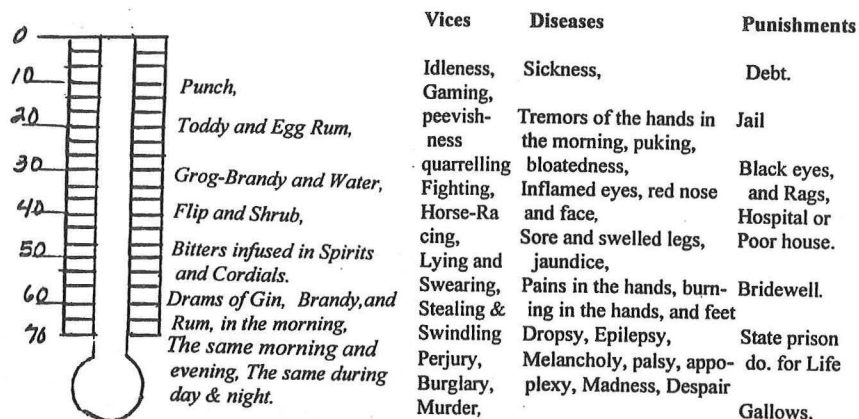 Vices Diseases Punishments
0
10
20
30
40
50
60
70
Punch,
Toddy and Egg Rum,
Grog-Brandy and Water,
Flip and Shrub,
Bitters infused in Spirits
and Cordials.
Drams of Gin, Brandy,and
Rum, in the morning,
The same morning and
evening, The same during
day & night.
Idleness,
Gaming,
peevish-
ness
quarrelling
Fighting,
Horse-Ra
cing,
Lying and
Swearing,
Stealing &
Swindling
Perjury,
Burglary,
Murder,
Sickness,
Tremors of the hands in
the morning, puking,
bloatedness,
Inflamed eyes, red nose
and face,
Sore and swelled legs,
jaundice,
Pains in the hands, burn-
ing in the hands, and feet
Dropsy, Epilepsy,
Melancholy, palsy, appo-
plexy, Madness, Despair
Debt.
Jail
Black eyes,
and Rags,
Hospital or
Poor house.
Bridewell.
State prison
do. for Life
Gallows.